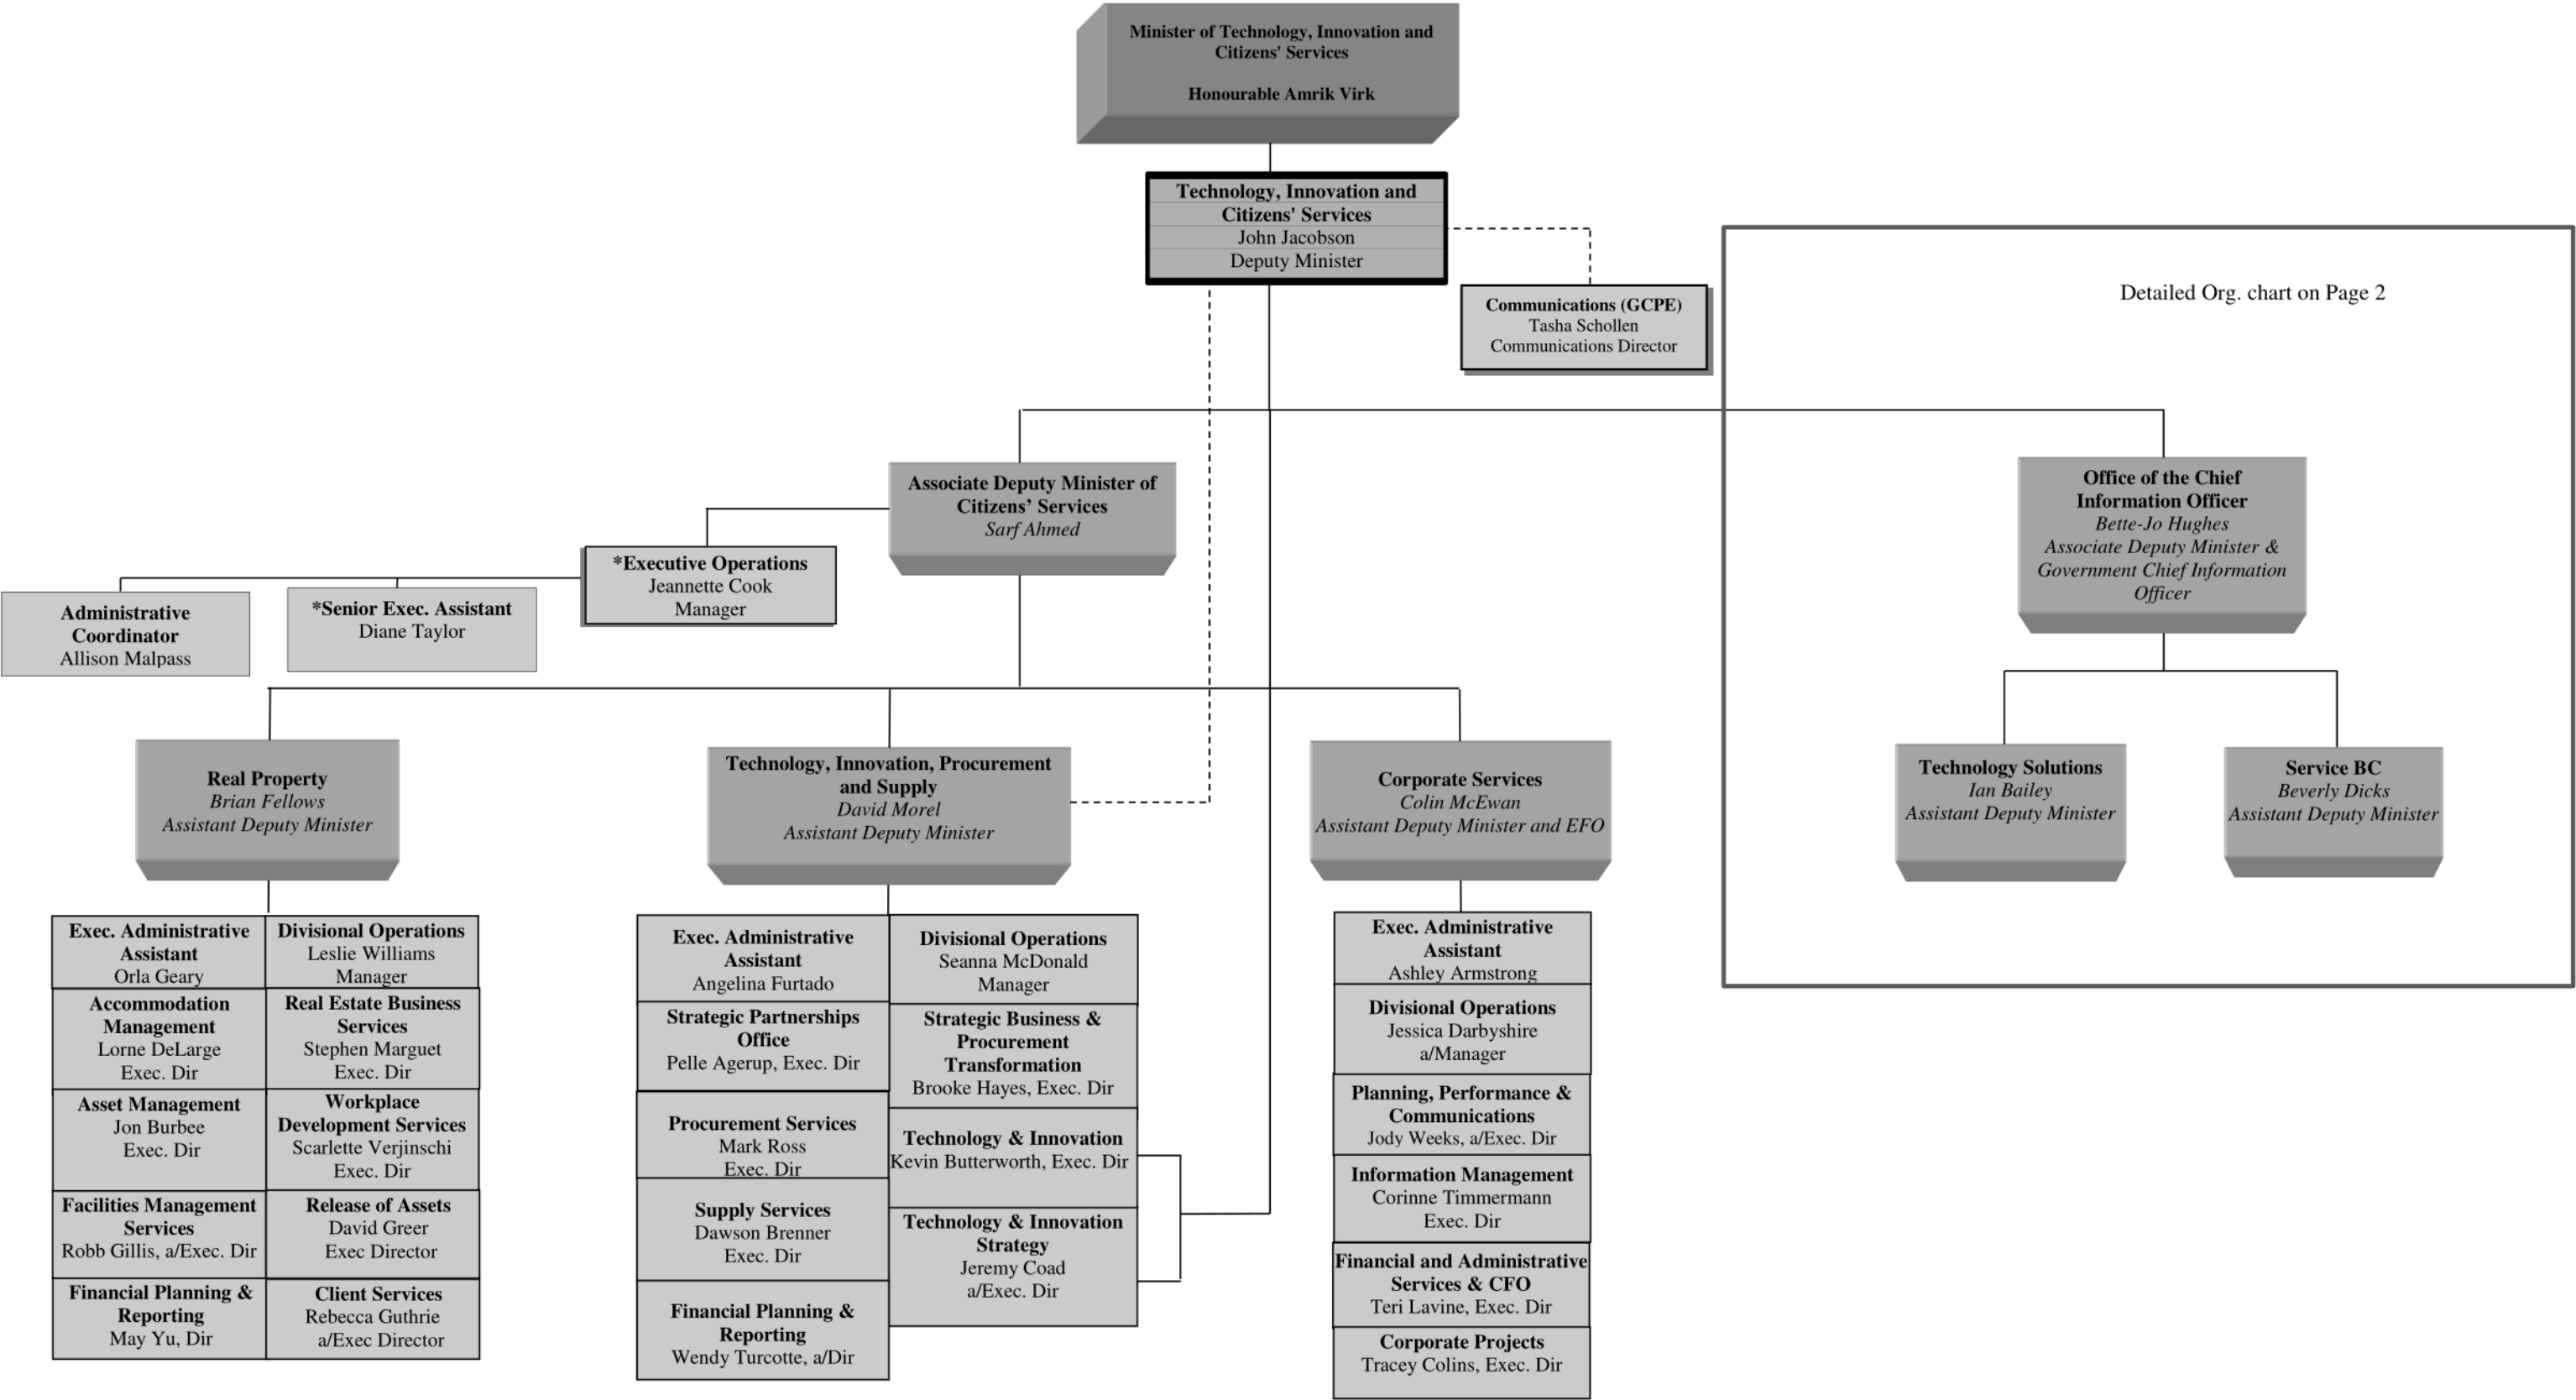 Minister of Technology, Innovation and
Citizens' Services
Honourable Amrik Virk
Technology, Innovation and
Citizens' Services
John Jacobson
Deputy Minister
Communications (GCPE)
Tasha Schollen
Communications Director
Detailed Org. chart on Page 2
Associate Deputy Minister of
Citizens’ Services
Sarf Ahmed
Office of the Chief
Information Officer
Bette-Jo Hughes
Associate Deputy Minister &
Government Chief Information
Officer
*Executive Operations
Jeannette Cook
Manager
Administrative
Coordinator
Allison Malpass
*Senior Exec. Assistant
Diane Taylor
Real Property
Brian Fellows
Assistant Deputy Minister
Technology, Innovation, Procurement
and Supply
David Morel
Assistant Deputy Minister
Corporate Services
Colin McEwan
Assistant Deputy Minister and EFO
Technology Solutions
Ian Bailey
Assistant Deputy Minister
Service BC
Beverly Dicks
Assistant Deputy Minister
Exec. Administrative
Assistant
Orla Geary
Divisional Operations
Leslie Williams
Manager
Accommodation
Management
Lorne DeLarge
Exec. Dir
Real Estate Business
Services
Stephen Marguet
Exec. Dir
Asset Management
Jon Burbee
Exec. Dir
Workplace
Development Services
Scarlette Verjinschi
Exec. Dir
Facilities Management
Services
Robb Gillis, a/Exec. Dir
Release of Assets
David Greer
Exec Director
Financial Planning &
Reporting
May Yu, Dir
Client Services
Rebecca Guthrie
a/Exec Director
Exec. Administrative
Assistant
Angelina Furtado
Divisional Operations
Seanna McDonald
Manager
Strategic Partnerships
Office
Pelle Agerup, Exec. Dir
Strategic Business &
Procurement
Transformation
Brooke Hayes, Exec. Dir
Procurement Services
Mark Ross
Exec. Dir
Technology & Innovation
Kevin Butterworth, Exec. Dir
Supply Services
Dawson Brenner
Exec. Dir
Technology & Innovation
Strategy
Jeremy Coad
a/Exec. Dir
Financial Planning &
Reporting
Wendy Turcotte, a/Dir
Exec. Administrative
Assistant
Ashley Armstrong
Divisional Operations
Jessica Darbyshire
a/Manager
Planning, Performance &
Communications
Jody Weeks, a/Exec. Dir
Information Management
Corinne Timmermann
Exec. Dir
Financial and Administrative
Services & CFO
Teri Lavine, Exec. Dir
Corporate Projects
Tracey Colins, Exec. Dir